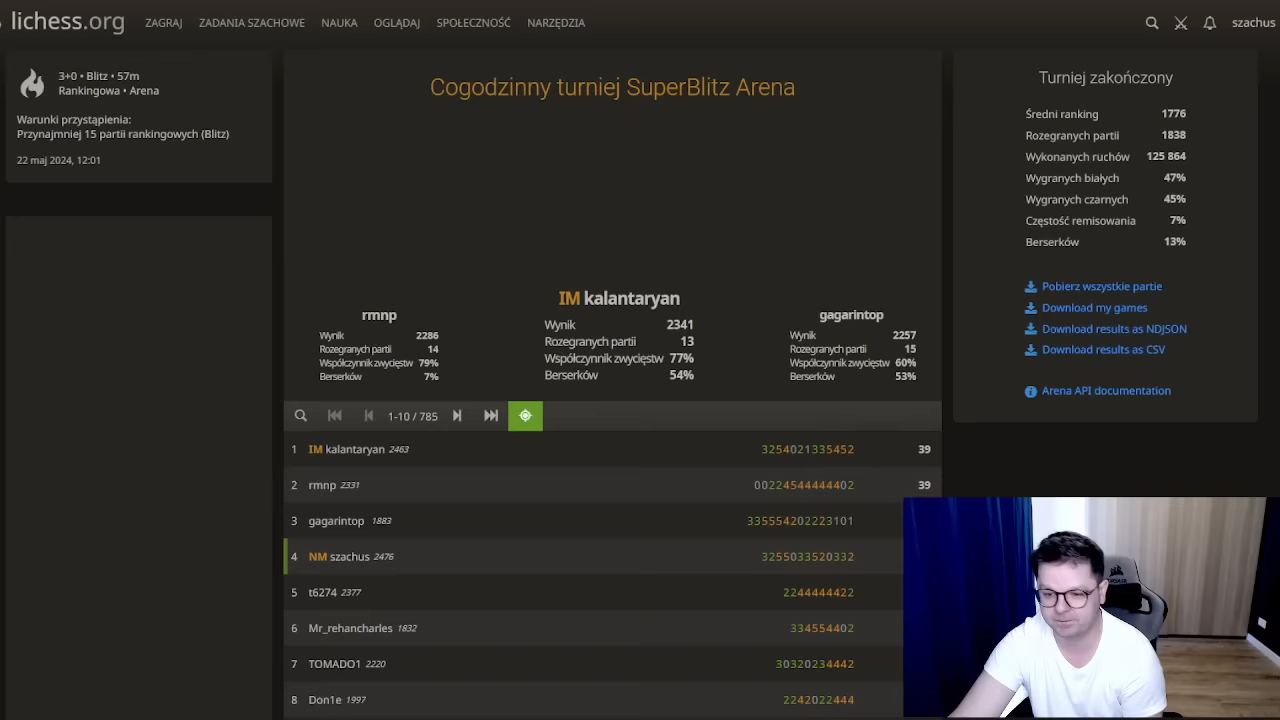 lichess.org
ZAGRAJ
ZADANIA SZACHOWE
NAUKA
OGLĄDAJ
SPOŁECZNOŚĆ
NARZĘDZIA
szachus
3+0 • Blitz • 57m
Rankingowa • Arena
Warunki przystąpienia:
Przynajmniej 15 partii rankingowych (Blitz)
22 maj 2024, 12:01
Cogodzinny turniej SuperBlitz Arena
rmnp
Wynik 2286
Rozegranych partii 14
Współczynnik zwycięstw 79%
Berserków 7%
IM kalantaryan
Wynik 2341
Rozegranych partii 13
Współczynnik zwycięstw 77%
Berserków 54%
gagarintop
Wynik 2257
Rozegranych partii 15
Współczynnik zwycięstw 60%
Berserków 53%
1-10 / 785
1 IM kalantaryan 2463 3254021335452 39
2 rmnp 2331 00224544444402 39
3 gagarintop 1883 335554202223101
4 NM szachus 2476 3255033520332
5 t6274 2377 2244444422
6 Mr_rehancharles 1832 334554402
7 TOMADO1 2220 30320234442
8 Don1e 1997 2242022444
Turniej zakończony
Średni ranking 1776
Rozegranych partii 1838
Wykonanych ruchów 125 864
Wygranych białych 47%
Wygranych czarnych 45%
Częstość remisowania 7%
Berserków 13%
Pobierz wszystkie partie
Download my games
Download results as NDJSON
Download results as CSV
Arena API documentation